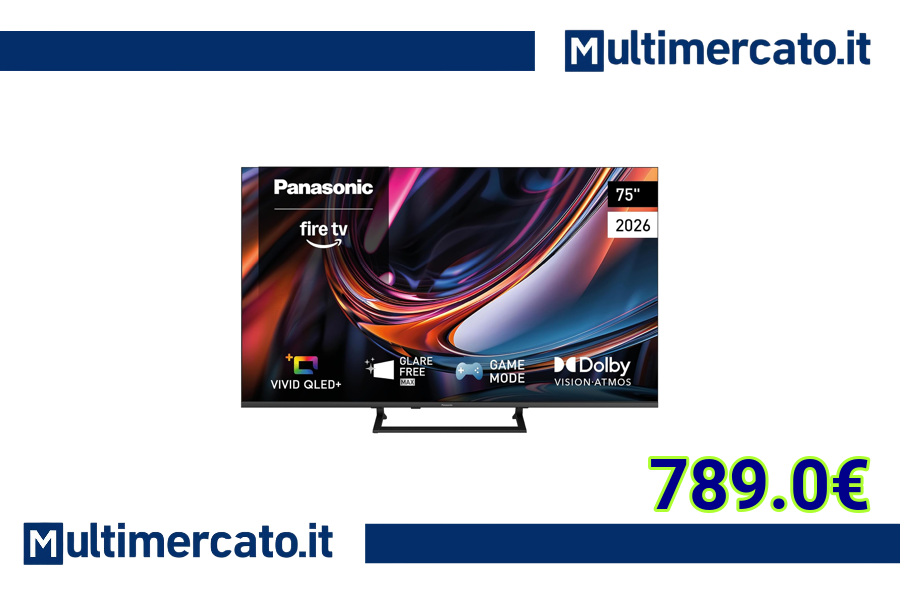 Multimercato.it
Panasonic
fire tv
75"
2026
VIVID QLED+
GLARE
FREE
MAX
GAME
MODE
Dolby
VISION·ATMOS
789.0€
Multimercato.it